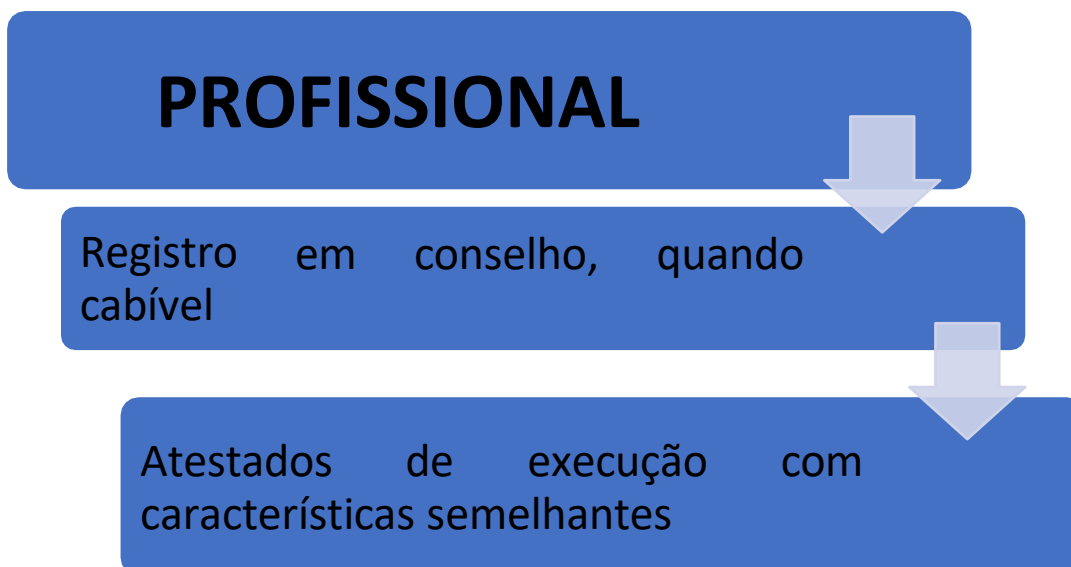 PROFISSIONAL
Registro em conselho, quando
cabível
Atestados de execução com
características semelhantes